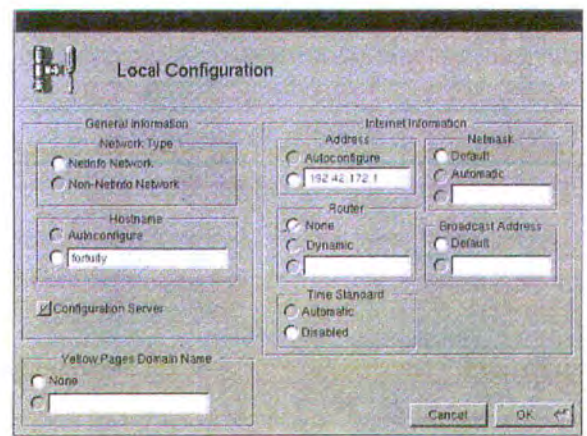 Local Configuration
General Information
Network Type
NetInfo Network
Non-NetInfo Network
Hostname
Autoconfigure
fortuity
Configuration Server
Yellow Pages Domain Name
None
Internet Information
Address
Autoconfigure
192.42.172.1
Router
None
Dynamic
Time Standard
Automatic
Disabled
Netmask
Default
Automatic
Broadcast Address
Default
Cancel
OK